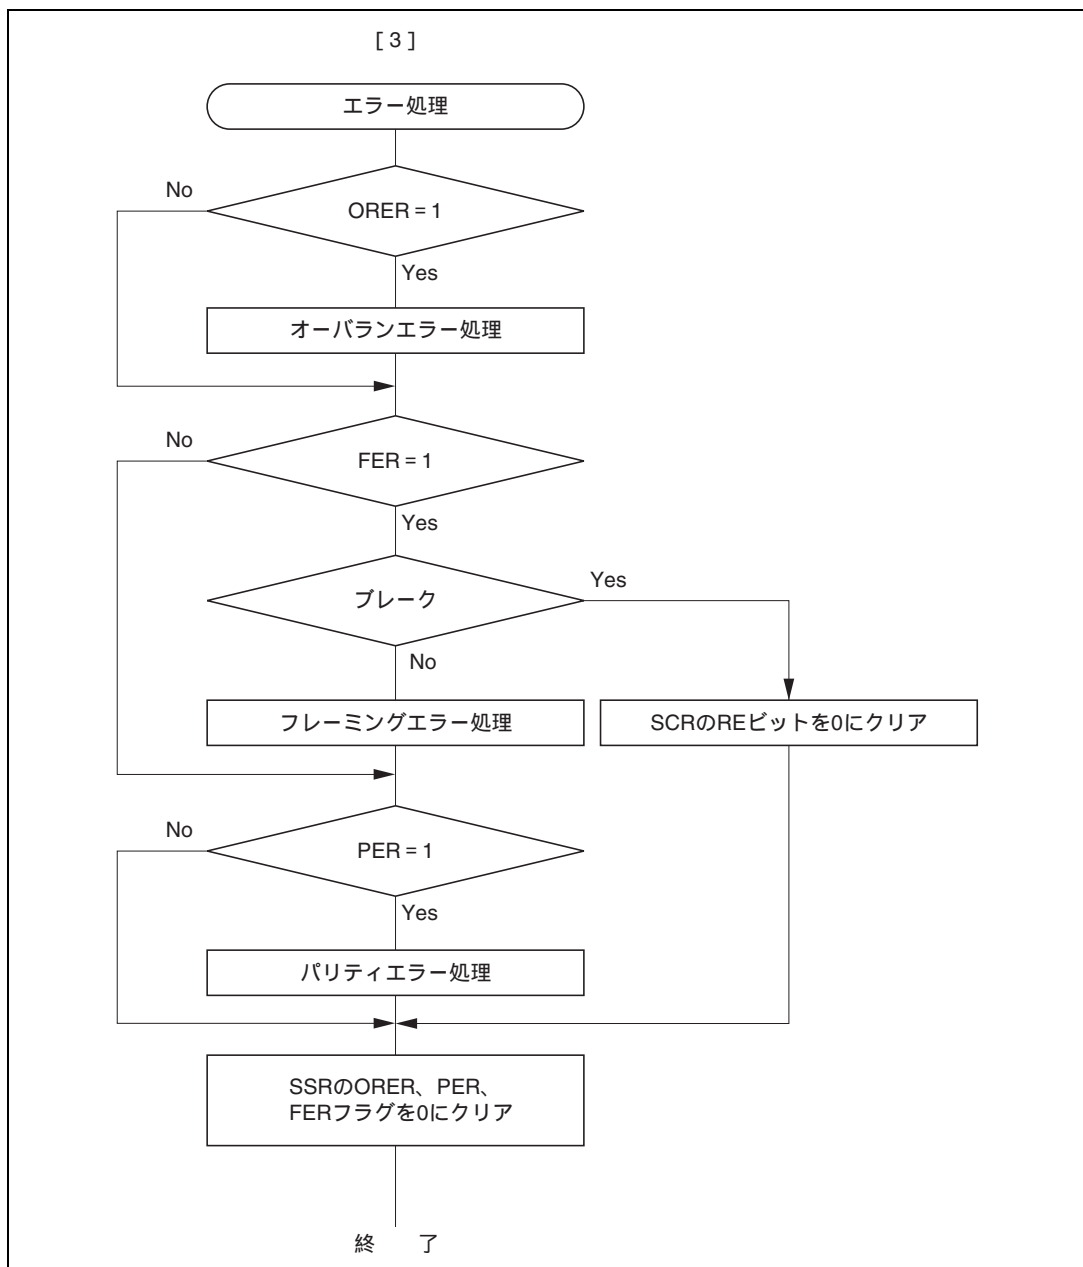 [ 3 ]
エラー処理
No
ORER = 1
Yes
オーバランエラー処理
No
FER = 1
Yes
ブレーク
Yes
No
フレーミングエラー処理
SCRのREビットを0にクリア
No
PER = 1
Yes
パリティエラー処理
SSRのORER、PER、
FERフラグを0にクリア
終 了